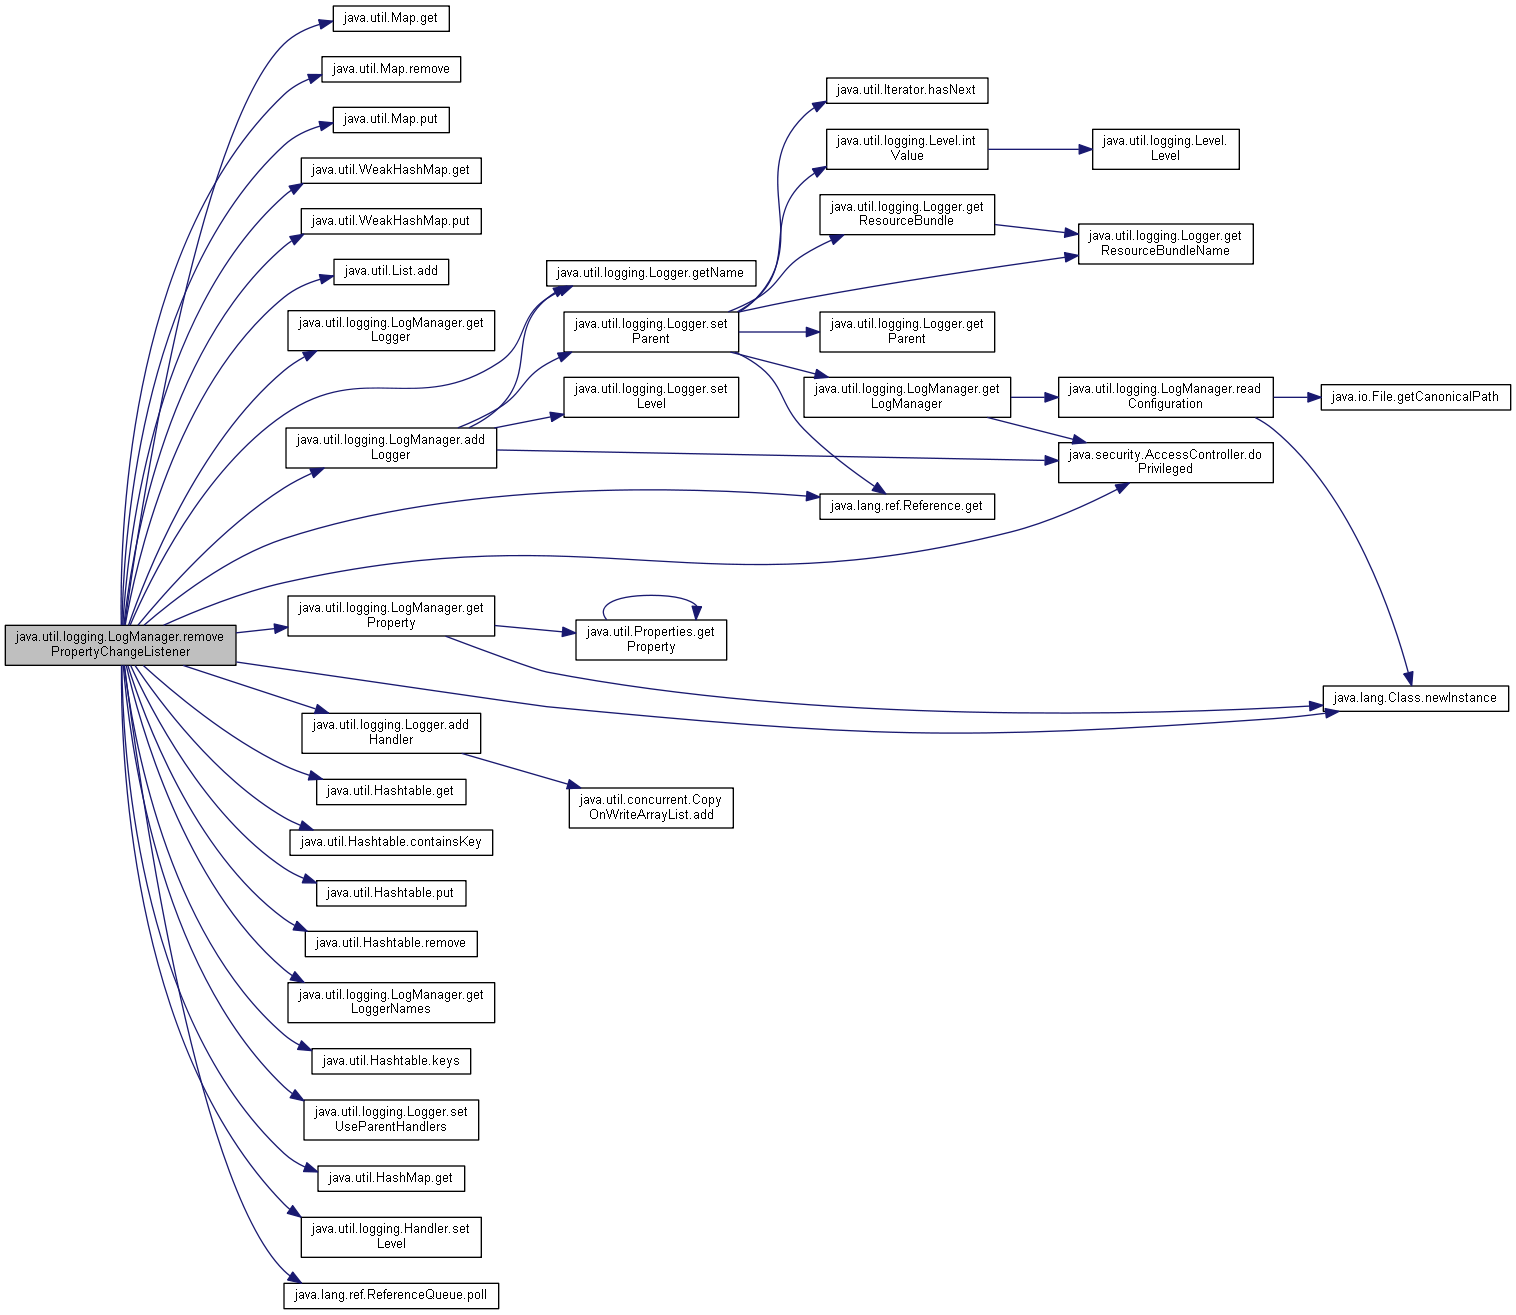 java.util.Map.get
java.util.Map.remove
java.util.Map.put
java.util.WeakHashMap.get
java.util.WeakHashMap.put
java.util.List.add
java.util.logging.LogManager.get
Logger
java.util.logging.LogManager.add
Logger
java.util.logging.LogManager.get
Property
java.util.logging.LogManager.remove
PropertyChangeListener
java.util.logging.Logger.add
Handler
java.util.Hashtable.get
java.util.Hashtable.containsKey
java.util.Hashtable.put
java.util.Hashtable.remove
java.util.logging.LogManager.get
LoggerNames
java.util.Hashtable.keys
java.util.logging.Logger.set
UseParentHandlers
java.util.HashMap.get
java.util.logging.Handler.set
Level
java.lang.ref.ReferenceQueue.poll
java.util.logging.Logger.getName
java.util.logging.Logger.set
Parent
java.util.logging.Logger.set
Level
java.util.Properties.get
Property
java.util.concurrent.Copy
OnWriteArrayList.add
java.util.Iterator.hasNext
java.util.logging.Level.int
Value
java.util.logging.Logger.get
ResourceBundle
java.util.logging.Logger.get
Parent
java.util.logging.LogManager.get
LogManager
java.lang.ref.Reference.get
java.util.logging.Level.
Level
java.util.logging.Logger.get
ResourceBundleName
java.util.logging.LogManager.read
Configuration
java.security.AccessController.do
Privileged
java.io.File.getCanonicalPath
java.lang.Class.newInstance